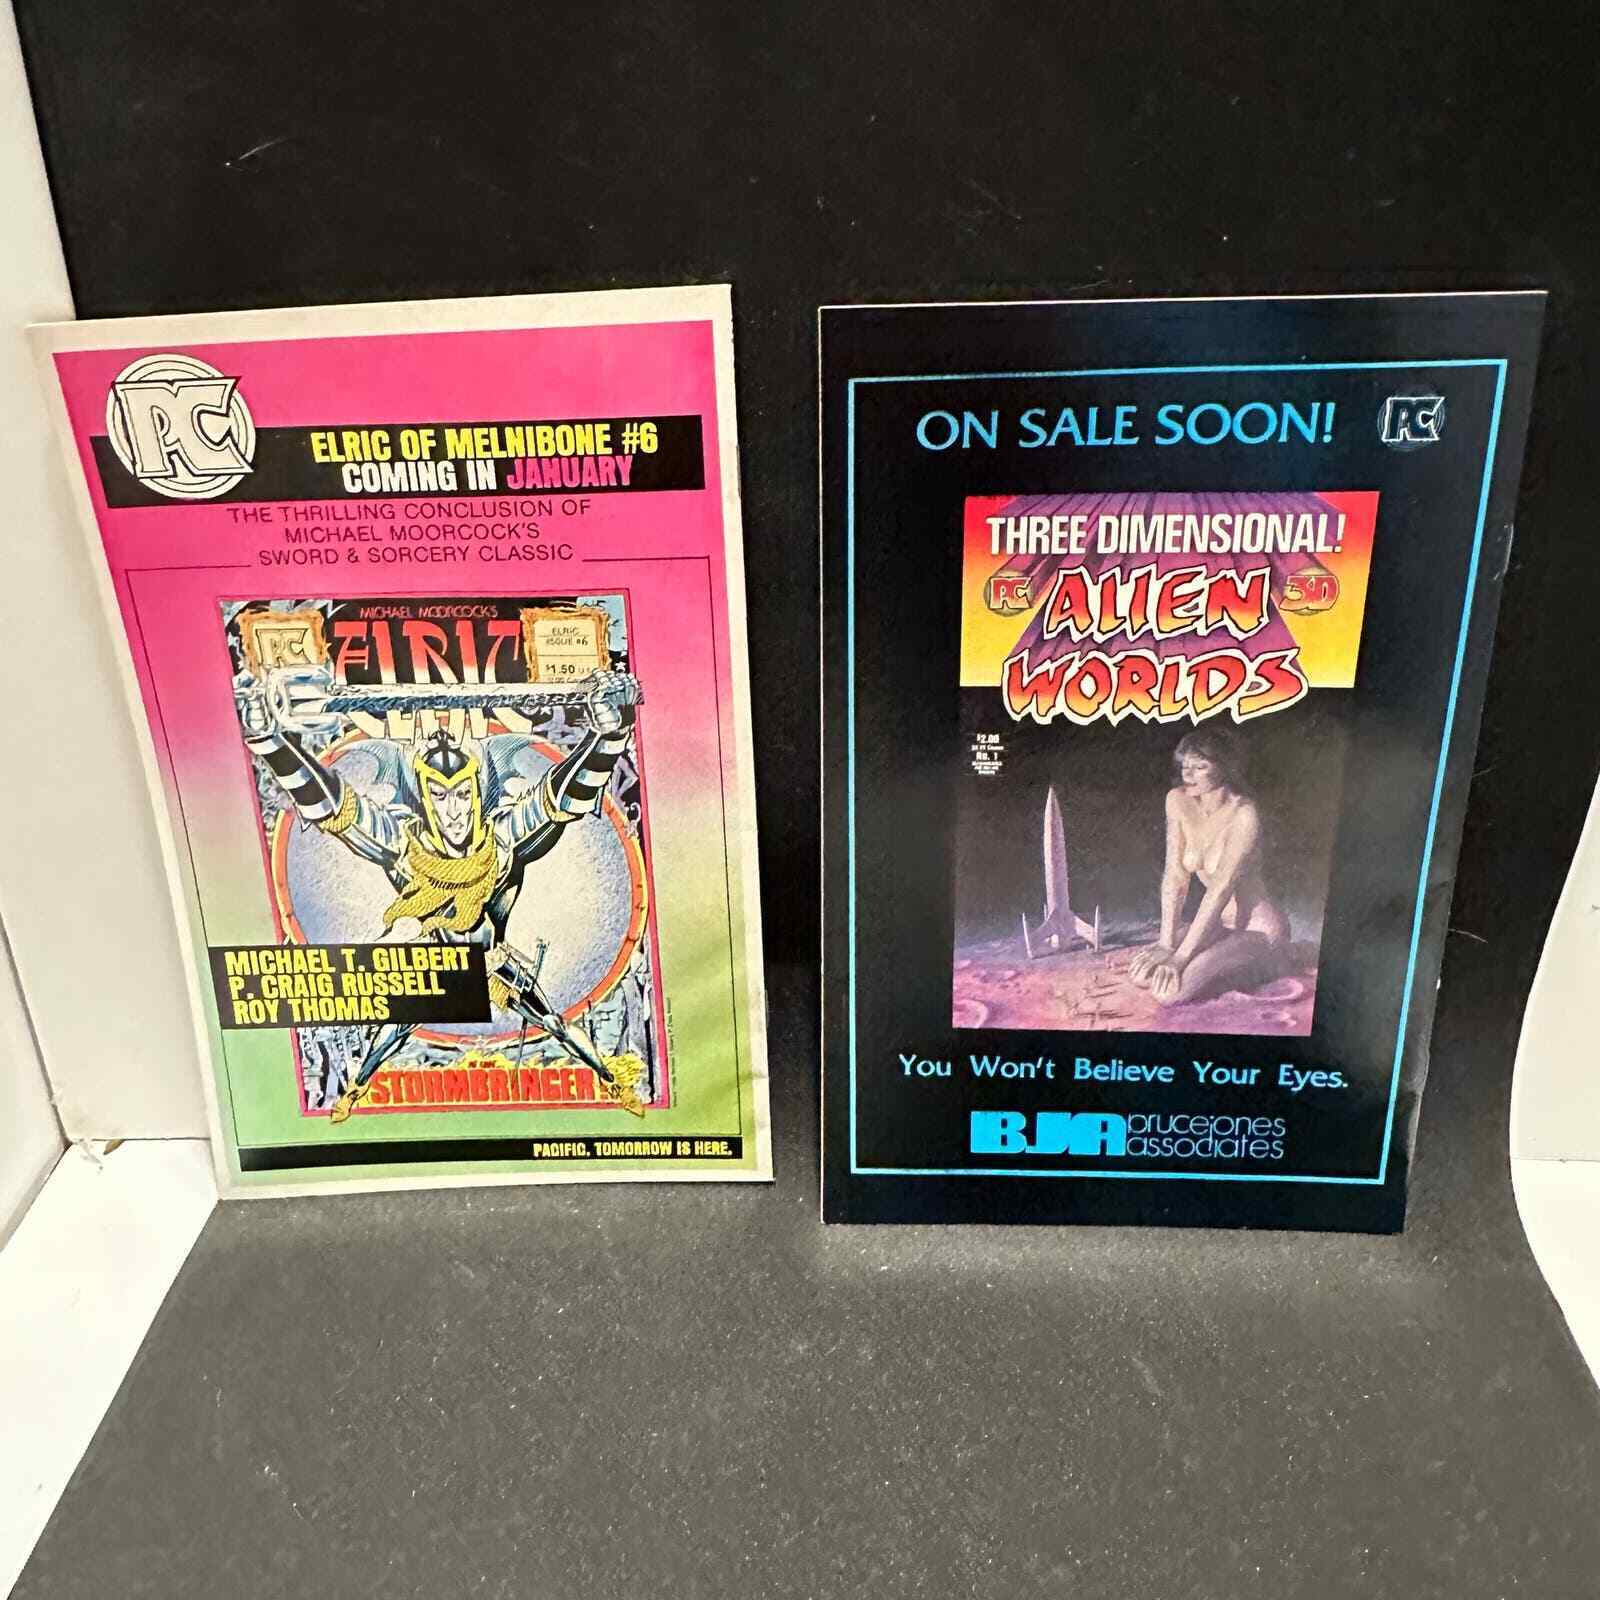 PC
ELRIC OF MELNIBONE #6
COMING IN JANUARY
THE THRILLING CONCLUSION OF
MICHAEL MOORCOCK'S
SWORD & SORCERY CLASSIC
MICHAEL MOORCOCK'S
ELRIC
PC
ELRIC
ISSUE #6
$1.50
MICHAEL T. GILBERT
P. CRAIG RUSSELL
ROY THOMAS
STORMBRINGER
PACIFIC. TOMORROW IS HERE.
ON SALE SOON!
PC
THREE DIMENSIONAL!
PC
ALIEN
3-D
WORLDS
$2.00
No. 1
You Won't Believe Your Eyes.
BJA
brucejones
associates